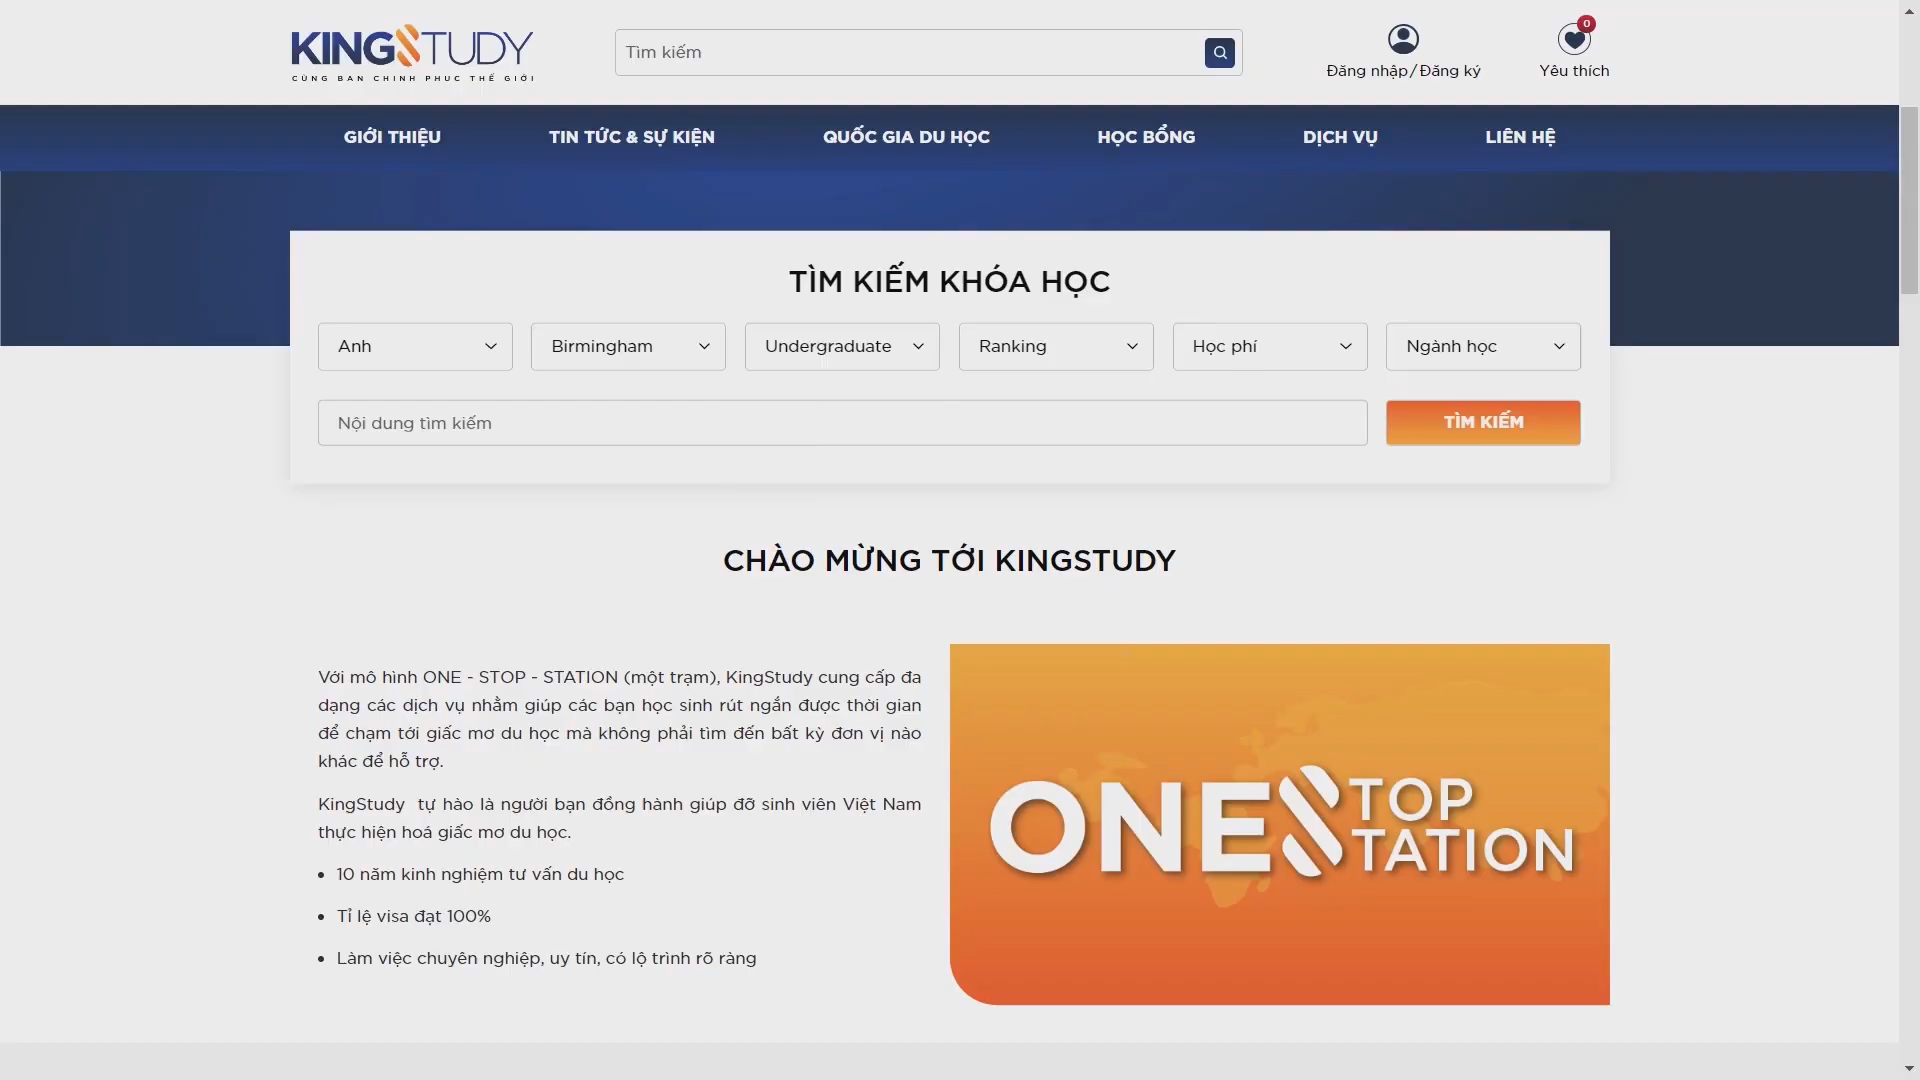 KINGSTUDY
CÙNG BẠN CHINH PHỤC THẾ GIỚI
Tìm kiếm
0
Đăng nhập/Đăng ký
Yêu thích
GIỚI THIỆU
TIN TỨC & SỰ KIỆN
QUỐC GIA DU HỌC
HỌC BỔNG
DỊCH VỤ
LIÊN HỆ
TÌM KIẾM KHÓA HỌC
Anh
Birmingham
Undergraduate
Ranking
Học phí
Ngành học
Nội dung tìm kiếm
TÌM KIẾM
CHÀO MỪNG TỚI KINGSTUDY
Với mô hình ONE - STOP - STATION (một trạm), KingStudy cung cấp đa
dạng các dịch vụ nhằm giúp các bạn học sinh rút ngắn được thời gian
để chạm tới giấc mơ du học mà không phải tìm đến bất kỳ đơn vị nào
khác để hỗ trợ.
KingStudy tự hào là người bạn đồng hành giúp đỡ sinh viên Việt Nam
thực hiện hoá giấc mơ du học.
• 10 năm kinh nghiệm tư vấn du học
• Tỉ lệ visa đạt 100%
• Làm việc chuyên nghiệp, uy tín, có lộ trình rõ ràng
ONE STOP
STATION